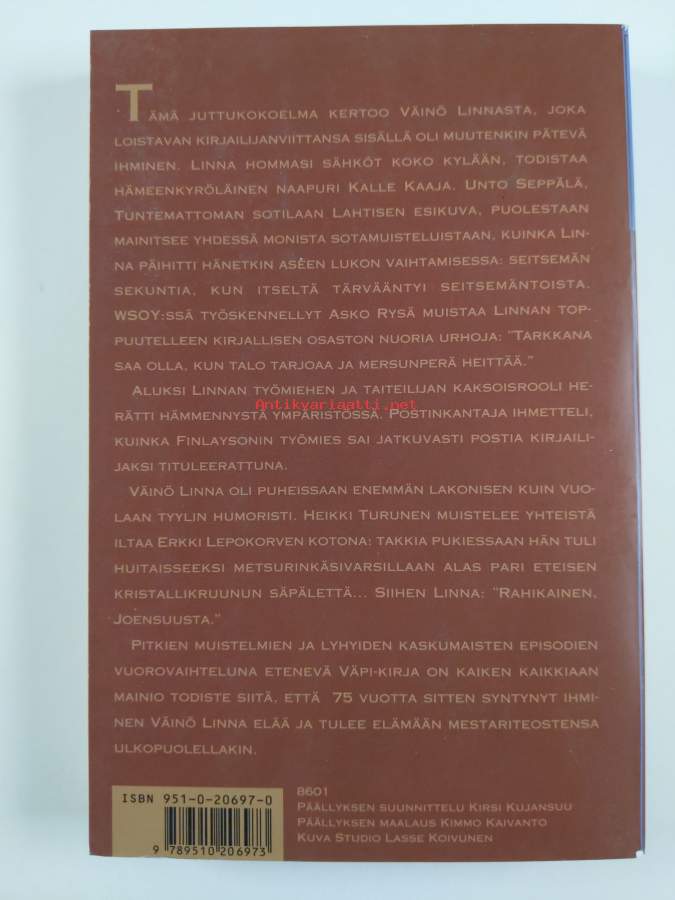 Tämä juttukokoelma kertoo Väinö Linnasta, joka
loistavan kirjailijanviittansa sisällä oli muutenkin pätevä
ihminen. Linna hommasi sähköt koko kylään, todistaa
hämeenkyröläinen naapuri Kalle Kaaja. Unto Seppälä,
Tuntemattoman sotilaan Lahtisen esikuva, puolestaan
mainitsee yhdessä monista sotamuisteluistaan, kuinka Lin-
na päihitti hänetkin aseen lukon vaihtamisessa: seitsemän
sekuntia, kun itseltä tärvääntyi seitsemäntoista.
WSOY:ssä työskennellyt Asko Rysä muistaa Linnan top-
puutelleen kirjallisen osaston nuoria urhoja: "Tarkkana
saa olla, kun talo tarjoaa ja mersunperä heittää."
Aluksi Linnan työmiehen ja taiteilijan kaksoisrooli he-
rätti hämmennystä ympäristössä. Postinkantaja ihmetteli,
Antikvariaatti.net
kuinka Finlaysonin työmies sai jatkuvasti postia kirjaili-
jaksi tituleerattuna.
Väinö Linna oli puheissaan enemmän lakonisen kuin vuo-
laan tyylin humoristi. Heikki Turunen muistelee yhteistä
iltaa Erkki Lepokorven kotona: takkia pukiessaan hän tuli
huitaisseeksi metsurinkäsivarsillaan alas pari eteisen
kristallikruunun säpälettä... Siihen Linna: "Rahikainen,
Joensuusta."
Pitkien muistelmien ja lyhyiden kaskumaisten episodien
vuorovaihteluna etenevä Väpi-kirja on kaiken kaikkiaan
mainio todiste siitä, että 75 vuotta sitten syntynyt ihmi-
nen Väinö Linna elää ja tulee elämään mestariteostensa
ulkopuolellakin.
ISBN 951-0-20697-0
9 789510 206973
8601
Päällyksen suunnittelu Kirsi Kujansuu
Päällyksen maalaus Kimmo Kaivanto
Kuva Studio Lasse Koivunen